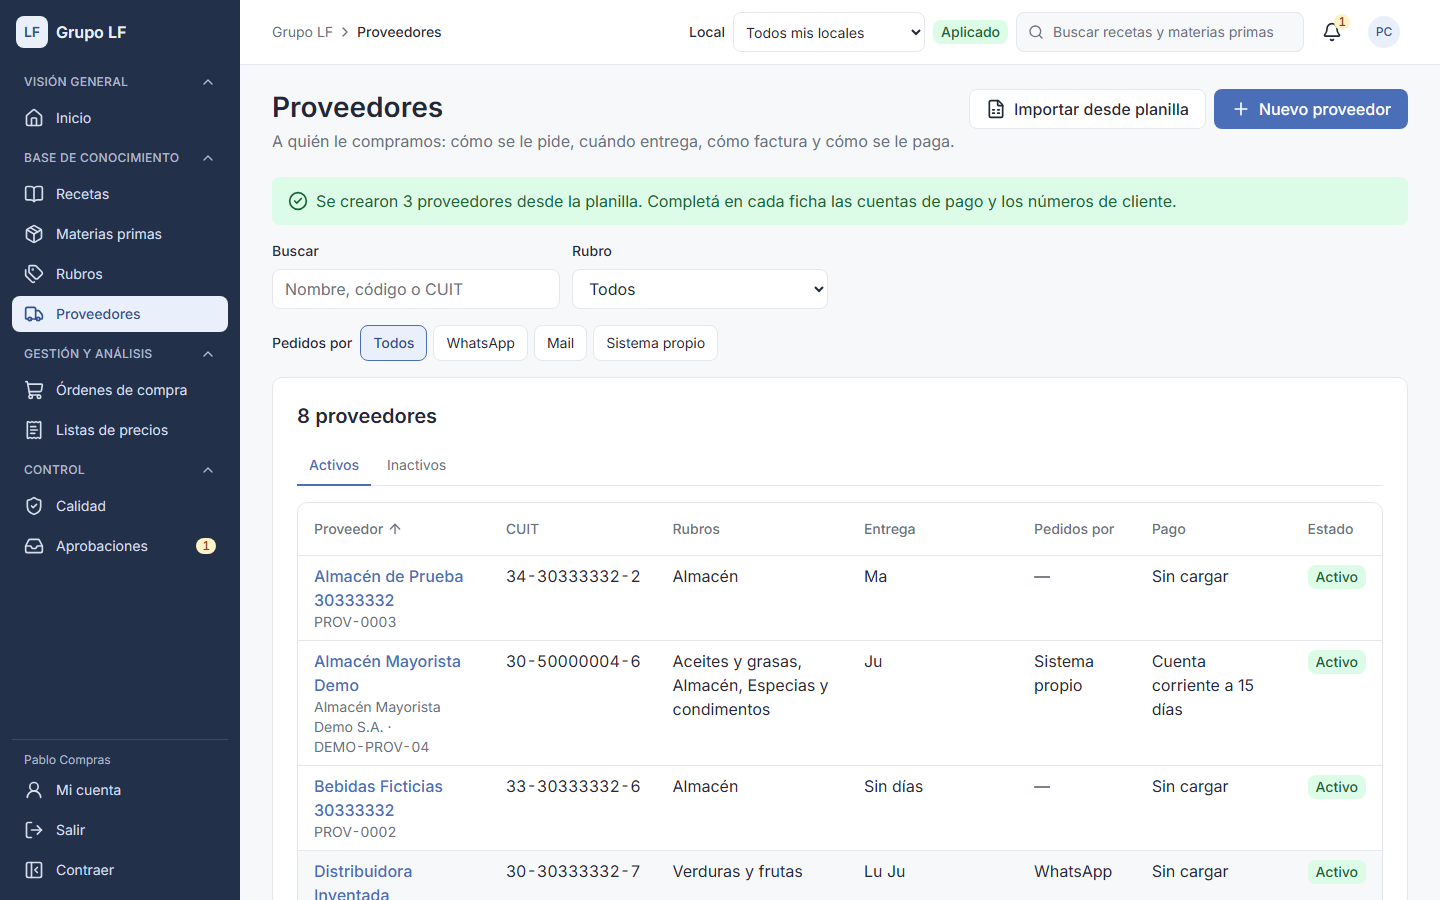 LF Grupo LF
VISIÓN GENERAL
Inicio
BASE DE CONOCIMIENTO
Recetas
Materias primas
Rubros
Proveedores
GESTIÓN Y ANÁLISIS
Órdenes de compra
Listas de precios
CONTROL
Calidad
Aprobaciones 1
Pablo Compras
Mi cuenta
Salir
Contraer
Grupo LF Proveedores
Local Todos mis locales Aplicado Buscar recetas y materias primas 1 PC
Proveedores
Importar desde planilla Nuevo proveedor
A quién le compramos: cómo se le pide, cuándo entrega, cómo factura y cómo se le paga.
Se crearon 3 proveedores desde la planilla. Completá en cada ficha las cuentas de pago y los números de cliente.
Buscar Rubro
Nombre, código o CUIT Todos
Pedidos por Todos WhatsApp Mail Sistema propio
8 proveedores
Activos Inactivos
Proveedor CUIT Rubros Entrega Pedidos por Pago Estado
Almacén de Prueba 34-30333332-2 Almacén Ma — Sin cargar Activo
30333332
PROV-0003
Almacén Mayorista 30-50000004-6 Aceites y grasas, Ju Sistema Cuenta Activo
Demo Almacén, Especias y propio corriente a 15
Almacén Mayorista condimentos días
Demo S.A. ·
DEMO-PROV-04
Bebidas Ficticias 33-30333332-6 Almacén Sin días — Sin cargar Activo
30333332
PROV-0002
Distribuidora 30-30333332-7 Verduras y frutas Lu Ju WhatsApp Sin cargar Activo
Inventada